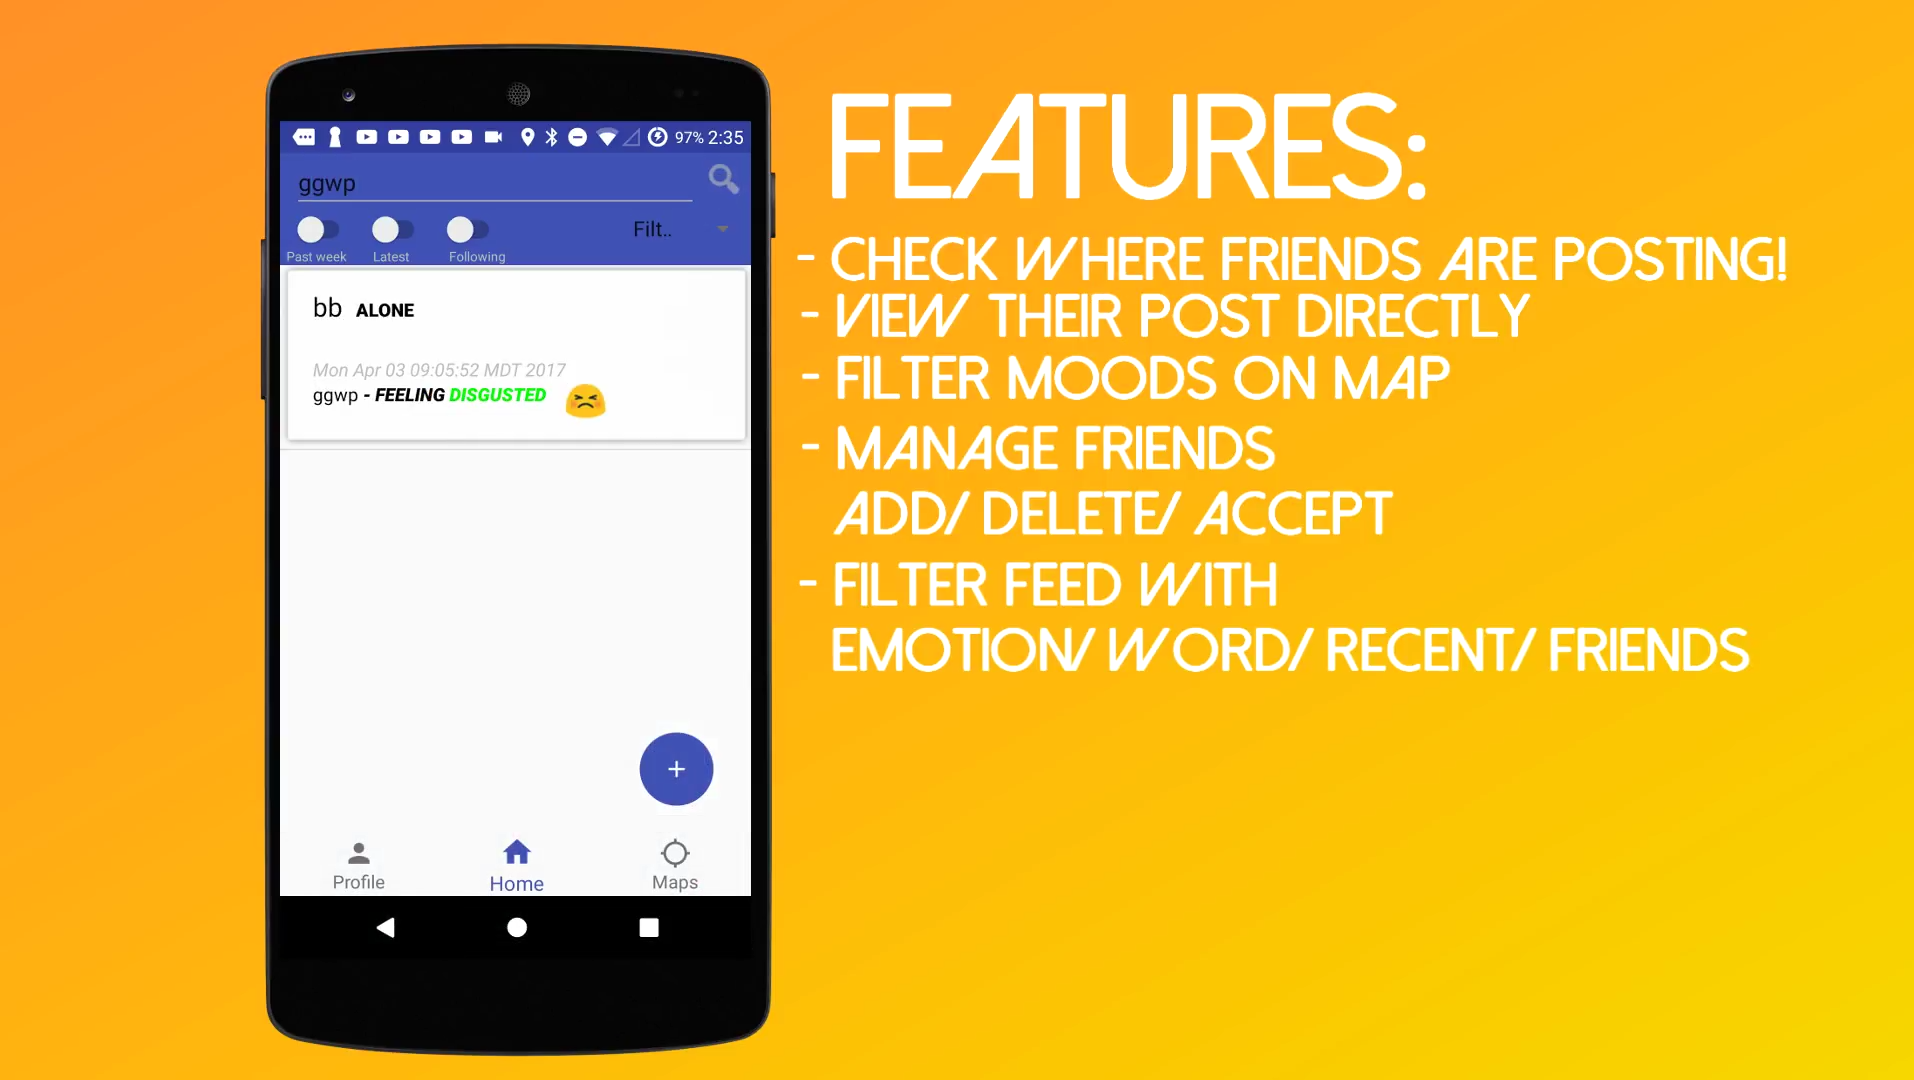 97% 2:35
ggwp
Filt..
Past week Latest Following
bb ALONE
Mon Apr 03 09:05:52 MDT 2017
ggwp - FEELING DISGUSTED
+
Profile Home Maps
FEATURES:
- CHECK WHERE FRIENDS ARE POSTING!
- VIEW THEIR POST DIRECTLY
- FILTER MOODS ON MAP
- MANAGE FRIENDS
ADD/ DELETE/ ACCEPT
- FILTER FEED WITH
EMOTION/ WORD/ RECENT/ FRIENDS